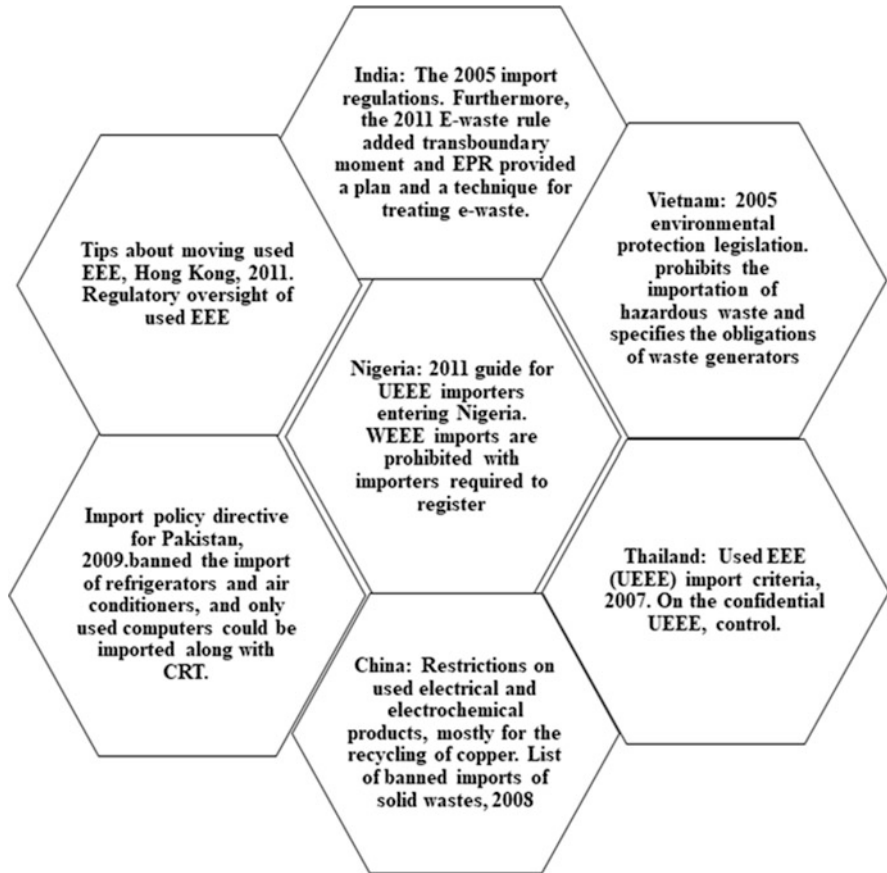 India: The 2005 import
regulations. Furthermore,
the 2011 E-waste rule
added transboundary
moment and EPR provided
a plan and a technique for
treating e-waste.
Tips about moving used
EEE, Hong Kong, 2011.
Regulatory oversight of
used EEE
Vietnam: 2005
environmental
protection legislation.
prohibits the
importation of
hazardous waste and
specifies the obligations
of waste generators
Nigeria: 2011 guide for
UEEE importers
entering Nigeria.
WEEE imports are
prohibited with
importers required to
register
Import policy directive
for Pakistan,
2009.banned the import
of refrigerators and air
conditioners, and only
used computers could be
imported along with
CRT.
Thailand: Used EEE
(UEEE) import criteria,
2007. On the confidential
UEEE, control.
China: Restrictions on
used electrical and
electrochemical
products, mostly for the
recycling of copper. List
of banned imports of
solid wastes, 2008